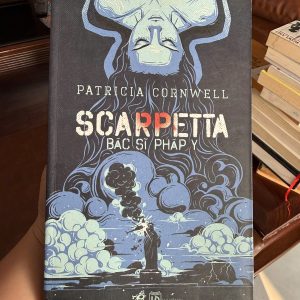 PATRICIA CORNWELL
SCARPETTA
BÁC SĨ PHÁP Y